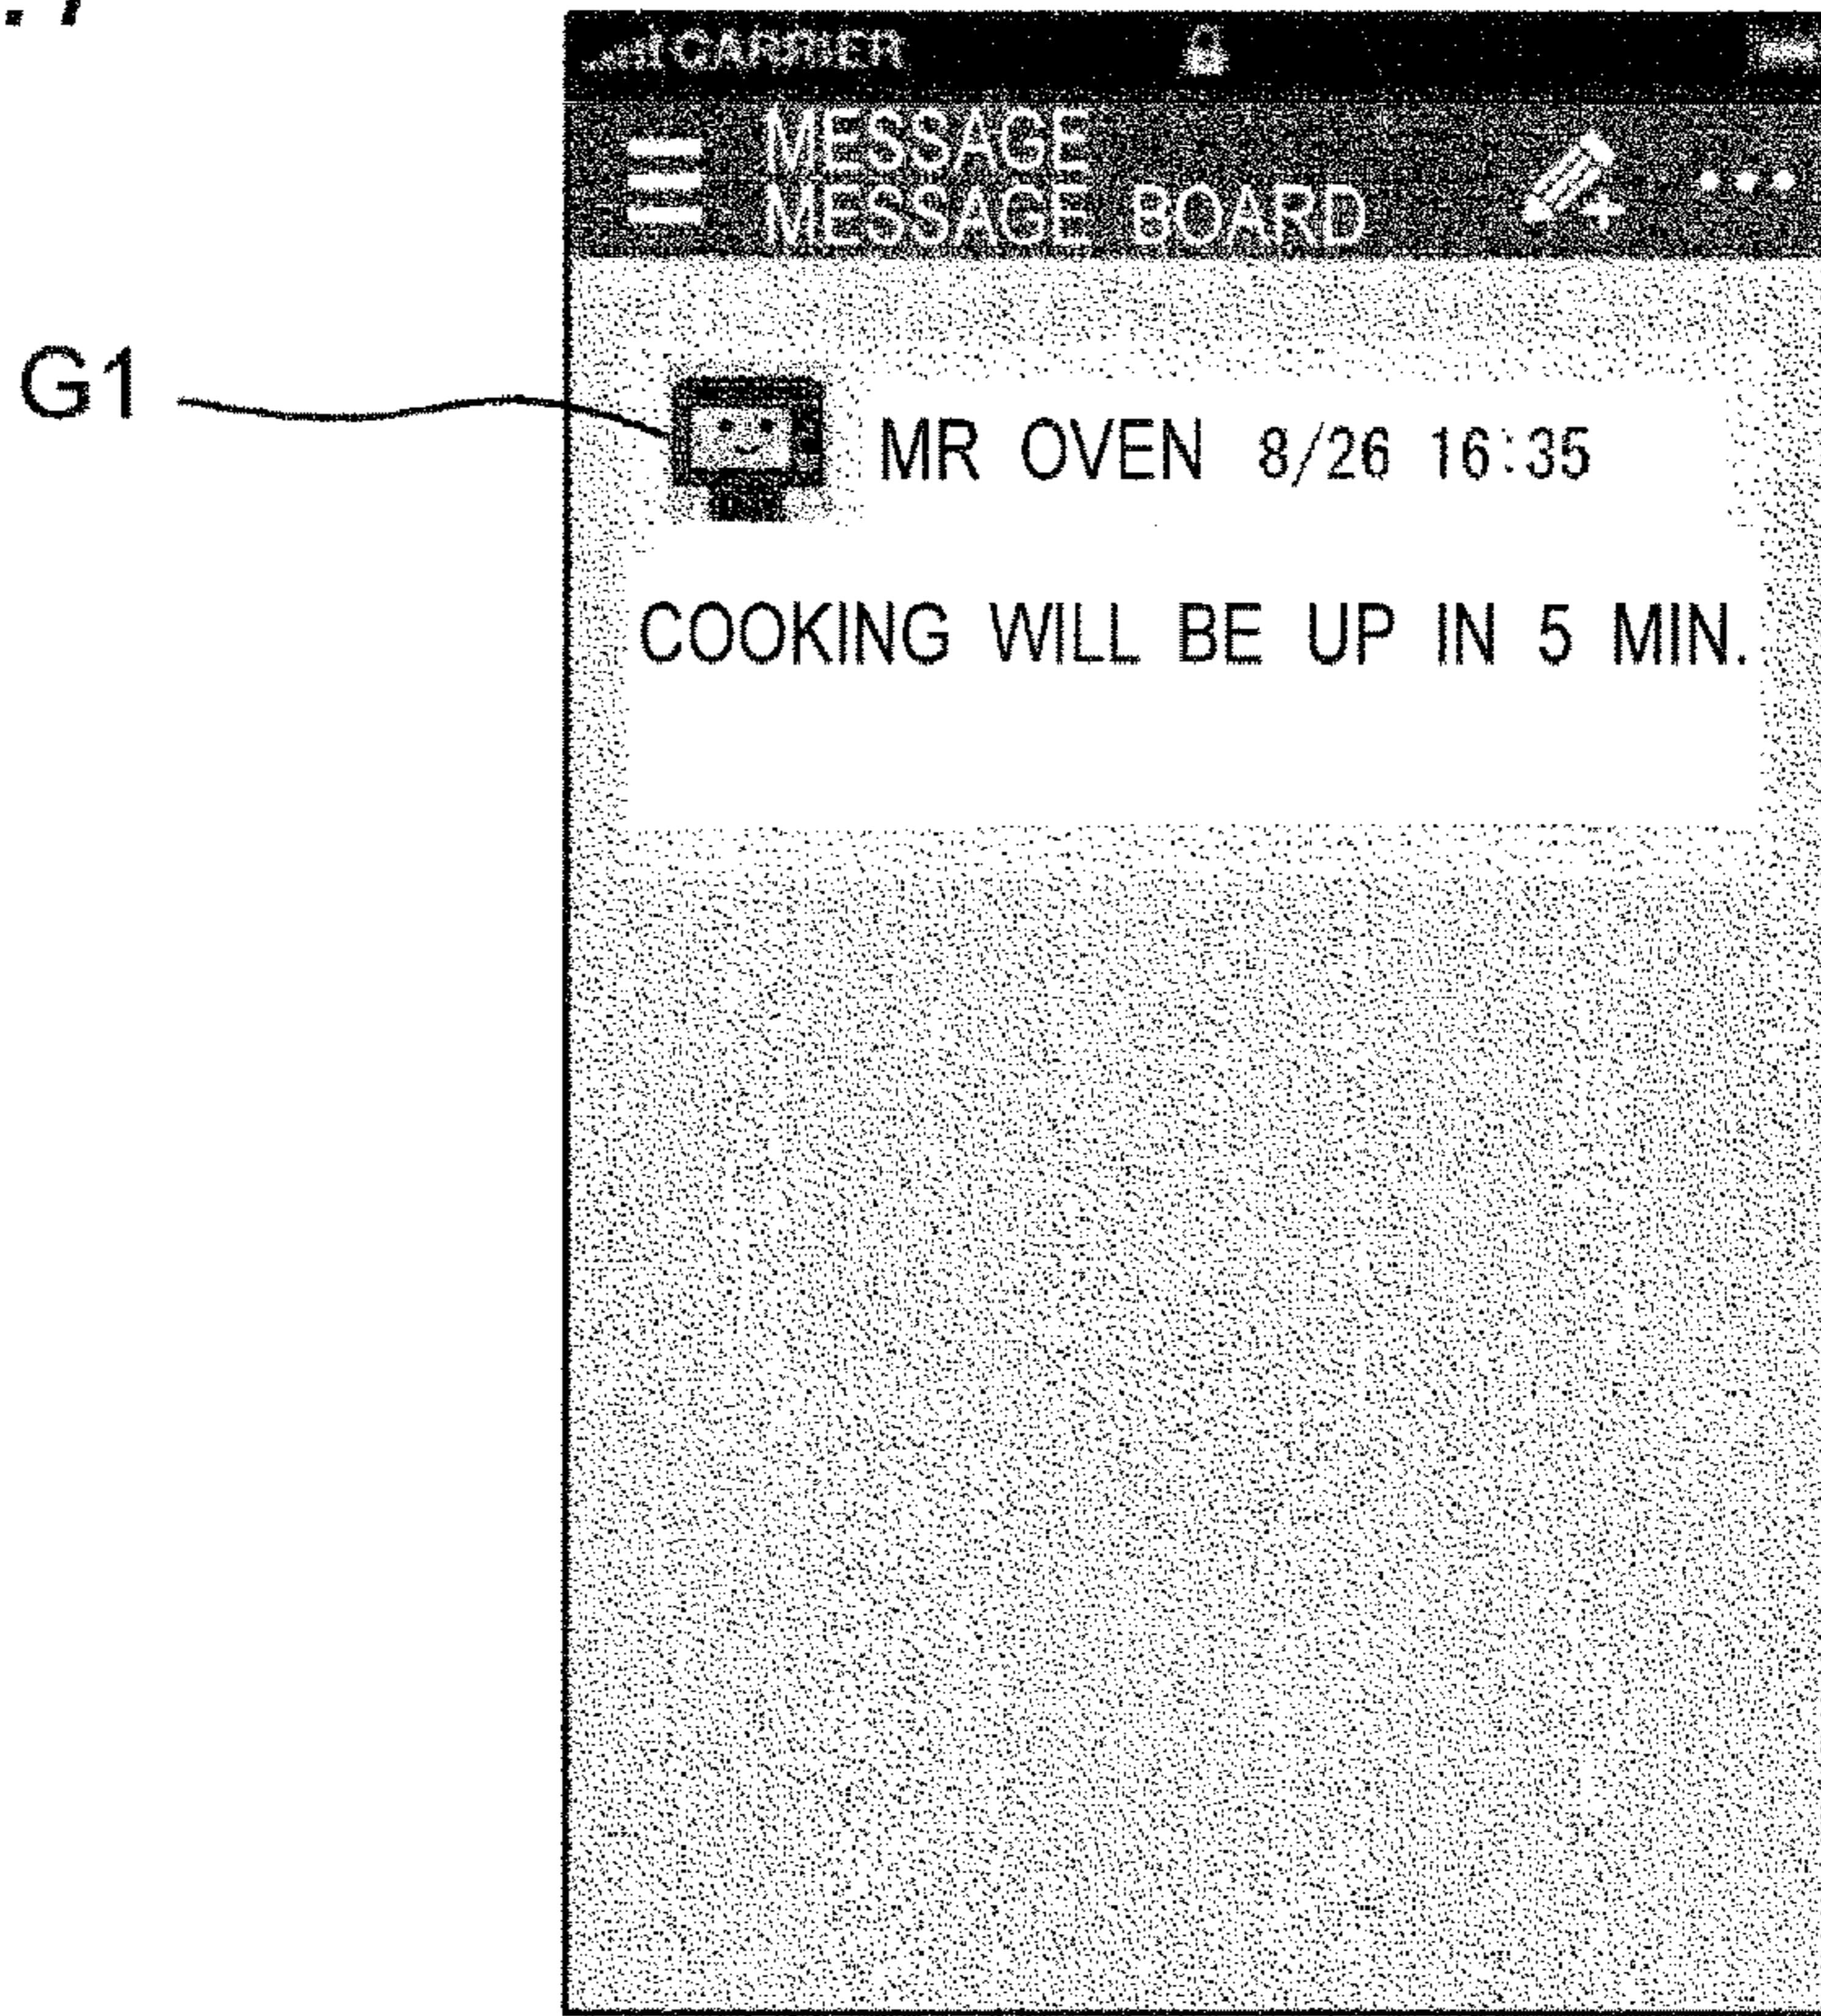 CARRIER
MESSAGE
MESSAGE BOARD
G1
MR OVEN 8/26 16:35
COOKING WILL BE UP IN 5 MIN.